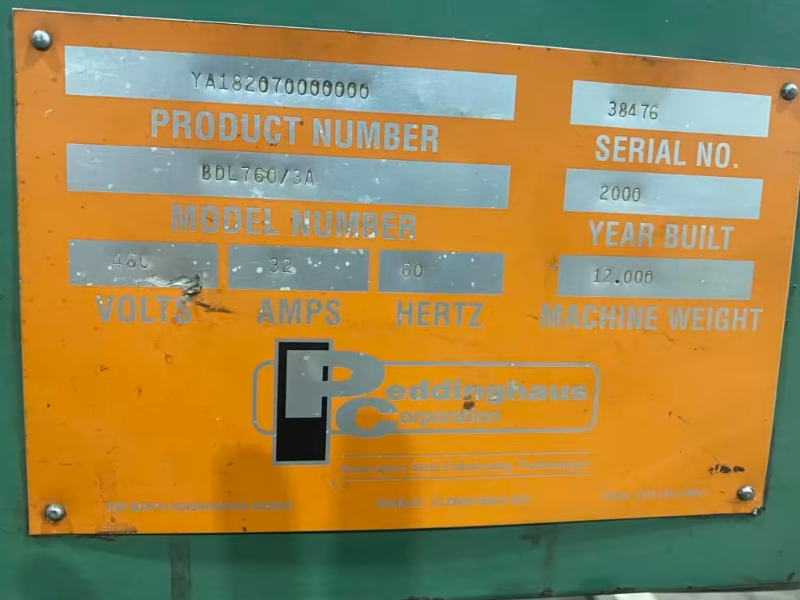 YA182070000000
PRODUCT NUMBER
38476
SERIAL NO.
BDL760/3A
MODEL NUMBER
2000
YEAR BUILT
480
32
60
VOLTS
AMPS
HERTZ
12.000
MACHINE WEIGHT
Peddinghaus
Corporation